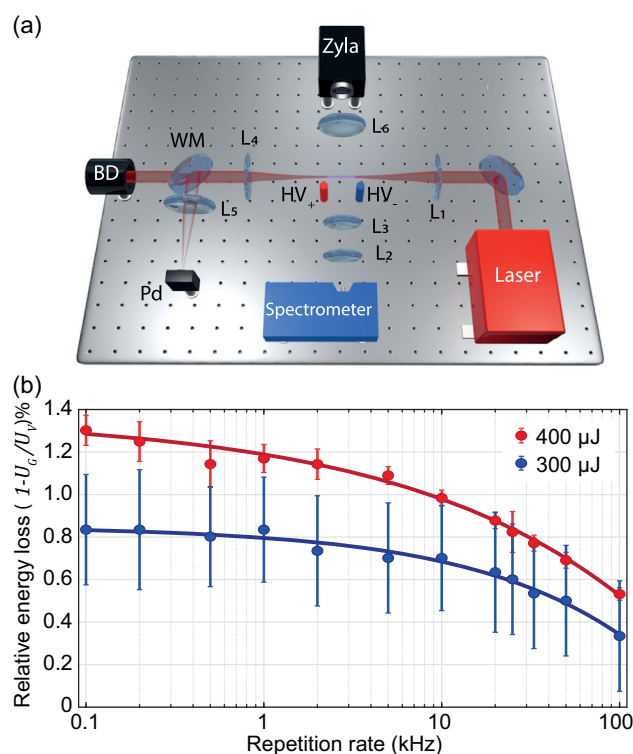 (a)
Zyla
L₆
WM
L₄
BD
HV₊
HV₋
L₁
L₅
L₃
L₂
Pd
Laser
Spectrometer
(b)
Relative energy loss ( 1-U_G/U_V)%
1.4
1.2
1.0
0.8
0.6
0.4
0.2
0
400 µJ
300 µJ
0.1
1
10
100
Repetition rate (kHz)